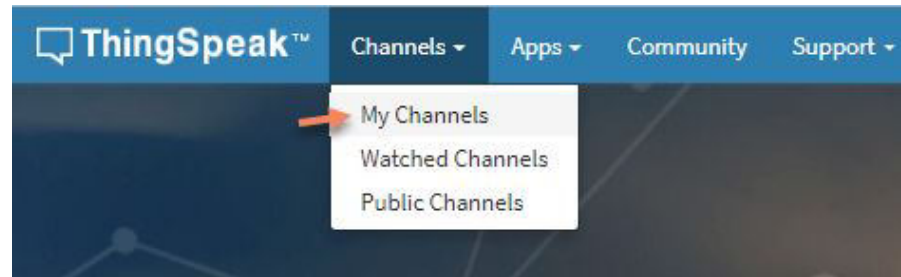 ThingSpeak™ Channels Apps Community Support
My Channels
Watched Channels
Public Channels